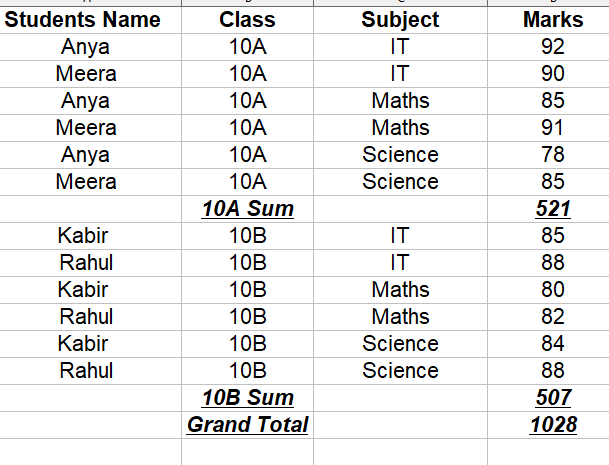 Students Name Class Subject Marks
Anya 10A IT 92
Meera 10A IT 90
Anya 10A Maths 85
Meera 10A Maths 91
Anya 10A Science 78
Meera 10A Science 85
10A Sum 521
Kabir 10B IT 85
Rahul 10B IT 88
Kabir 10B Maths 80
Rahul 10B Maths 82
Kabir 10B Science 84
Rahul 10B Science 88
10B Sum 507
Grand Total 1028